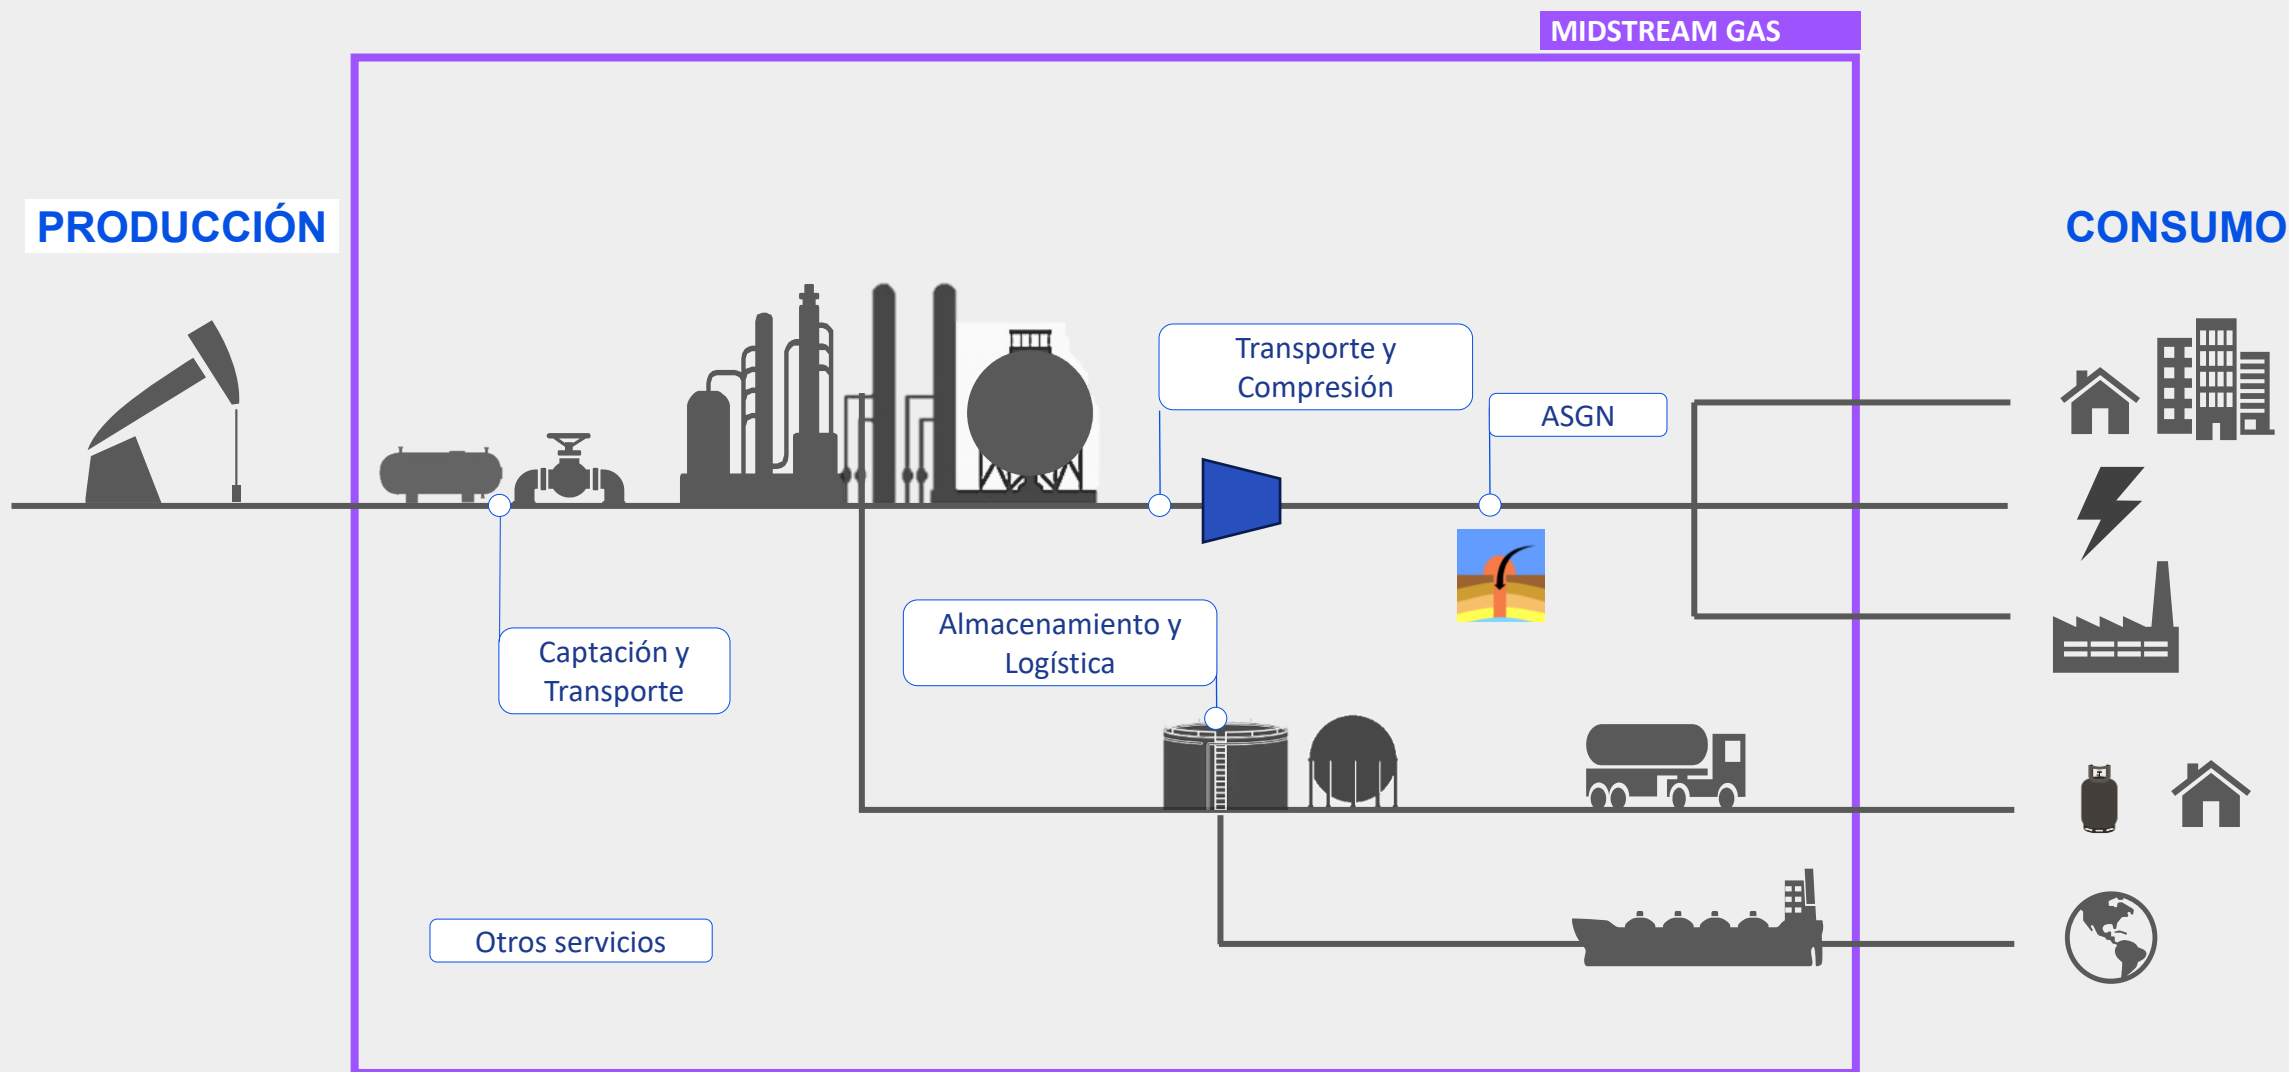 MIDSTREAM GAS
PRODUCCIÓN
CONSUMO
Transporte y
Compresión
ASGN
Almacenamiento y
Logística
Captación y
Transporte
Otros servicios